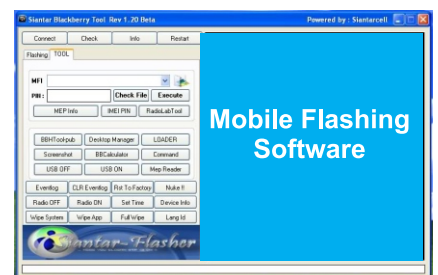 Siantar Blackberry Tool Rev 1.20 Beta
Powered by : Siantarcell
Connect Check Info Restart
Flashing TOOL
MFI
PIN :
Check File Execute
MEP Info IMEI PIN RadioLabTool
BBHToolpub Desktop Manager LOADER
Screenshot BBCalculator Command
USB OFF USB ON Mep Reader
Eventlog CLR Eventlog Rst To Factory Nuke !!
Radio OFF Radio ON Set Time Device Info
Wipe System Wipe App Full Wipe Lang Id
Siantar-Flasher
Mobile Flashing
Software